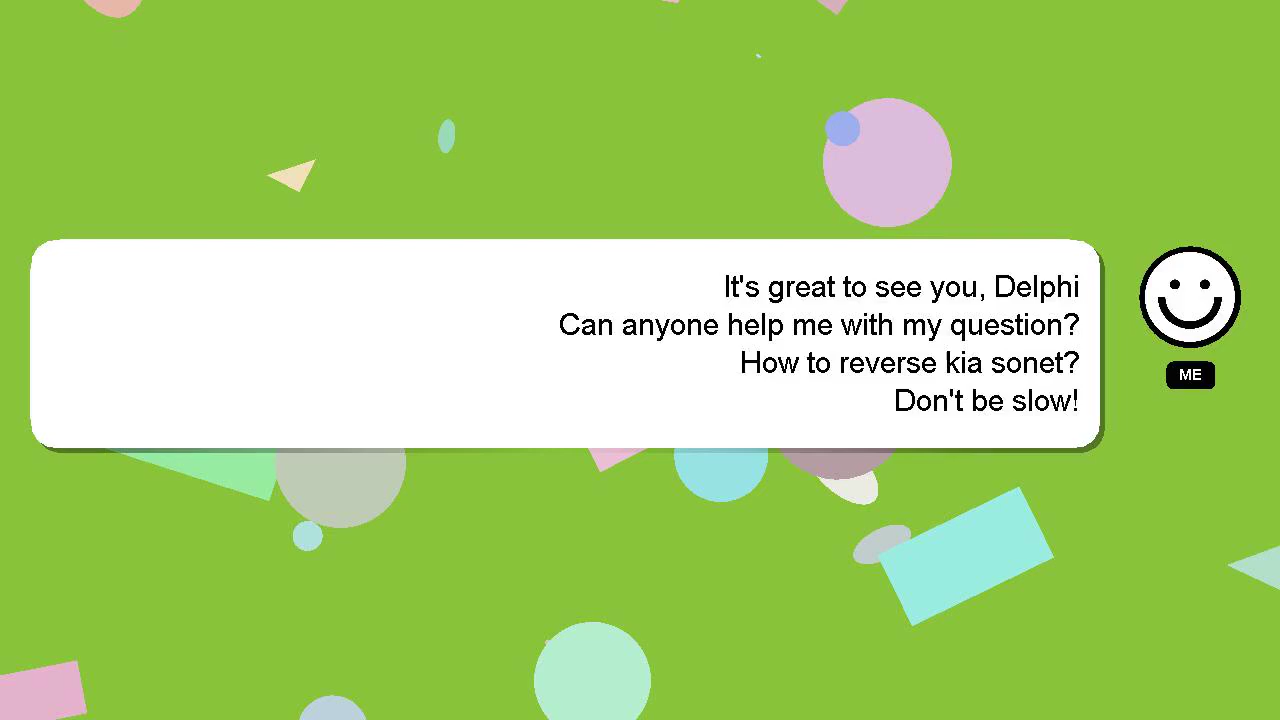 It's great to see you, Delphi
Can anyone help me with my question?
How to reverse kia sonet?
Don't be slow!
ME